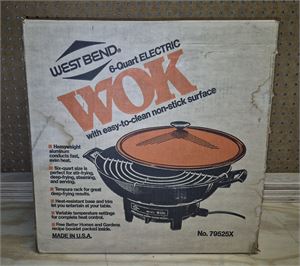 WEST BEND®
6-Quart ELECTRIC
WOK
with easy-to-clean non-stick surface
Heavyweight
aluminum
conducts fast,
even heat.
Six-quart size is
perfect for stir-frying,
deep-frying, steaming,
and serving.
Tempura rack for great
deep-frying results.
Heat-resistant base and trim
let you entertain at your table.
Variable temperature settings
for complete heat control.
Free Better Homes and Gardens
recipe booklet packed inside.
MADE IN U.S.A.
No. 79525X